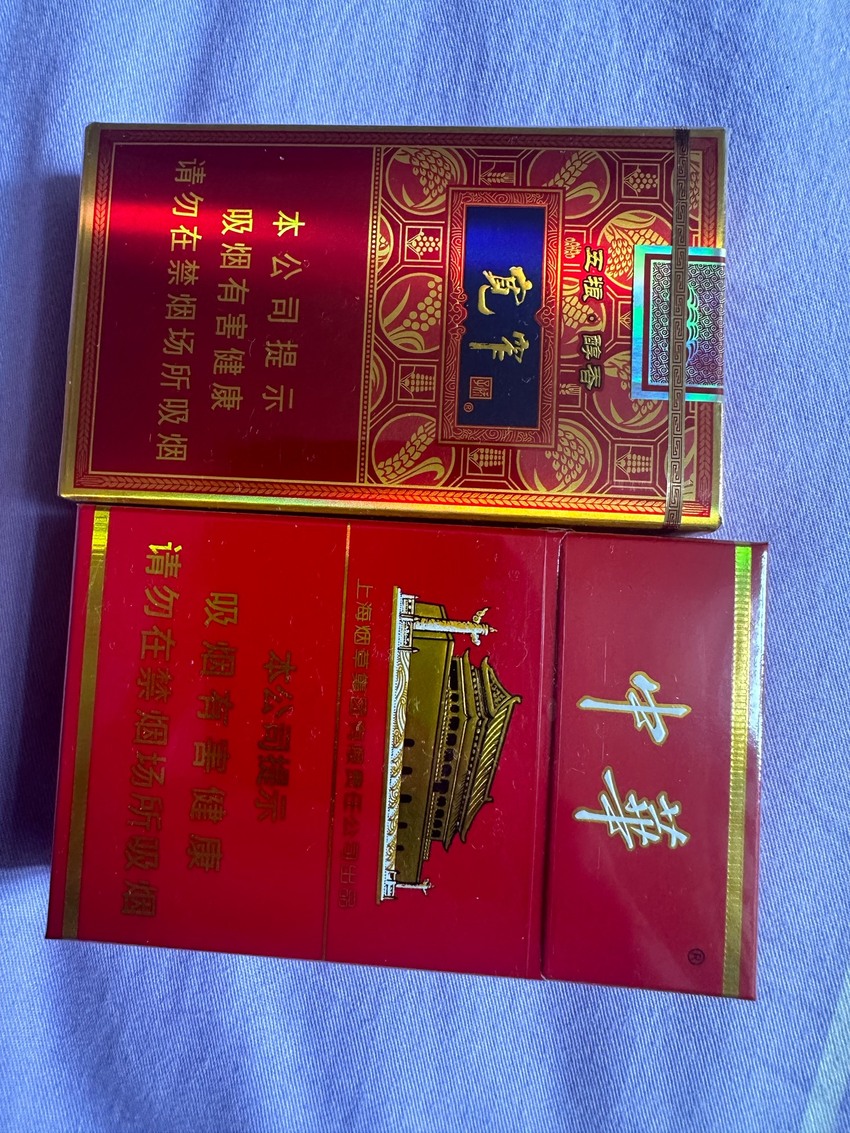 五粮 醇香
宽窄
®
本公司提示
吸烟有害健康
请勿在禁烟场所吸烟
中華
®
上海烟草集团有限责任公司出品
本公司提示
吸烟有害健康
请勿在禁烟场所吸烟